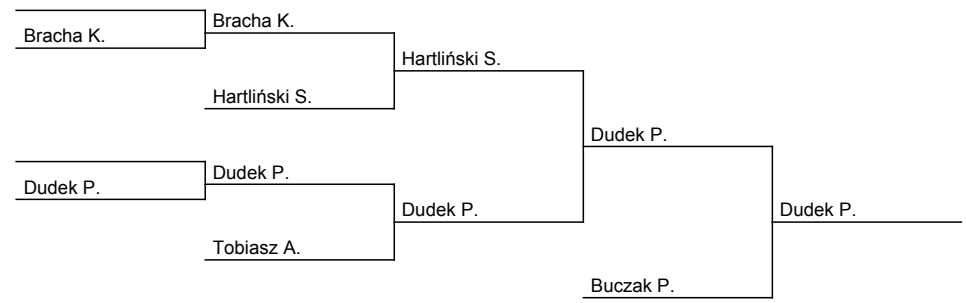 Bracha K.
Bracha K.
Hartliński S.
Hartliński S.
Dudek P.
Dudek P.
Dudek P.
Dudek P.
Dudek P.
Tobiasz A.
Buczak P.